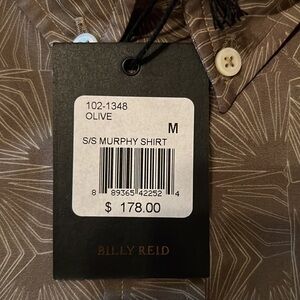 102-1348
OLIVE
M
S/S MURPHY SHIRT
8 89365 42252 4
$ 178.00
BILLY REID